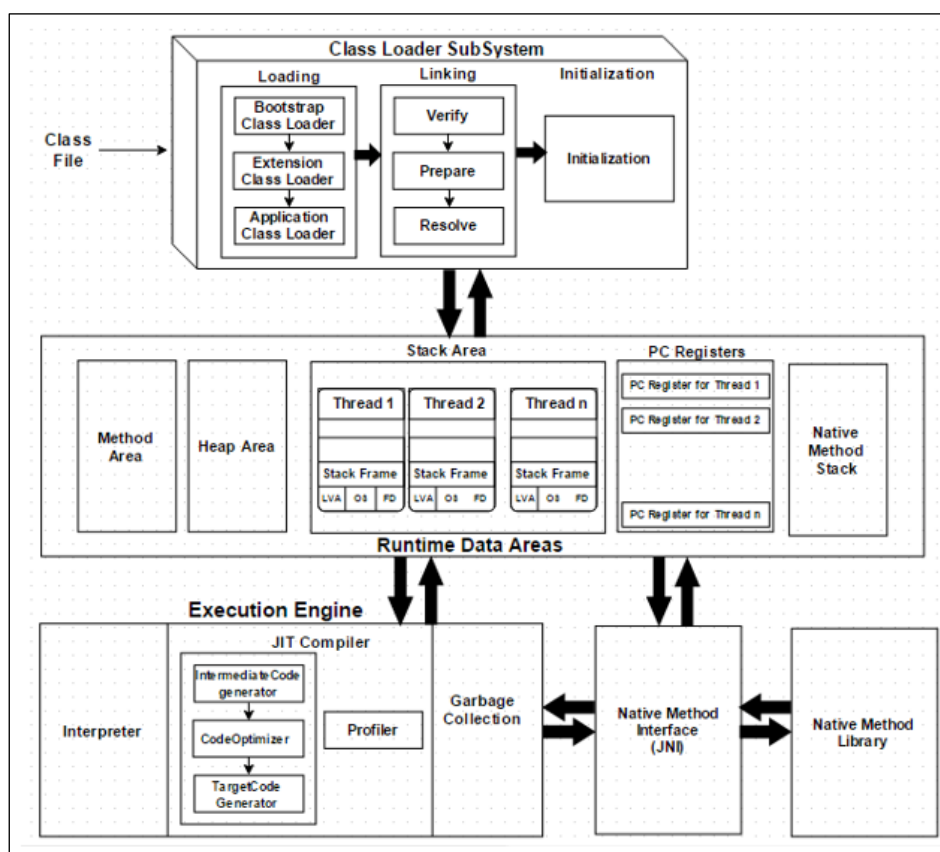 Class Loader SubSystem
Loading
Linking
Initialization
Bootstrap
Class Loader
Extension
Class Loader
Application
Class Loader
Verify
Prepare
Resolve
Initialization
Class
File
Stack Area
PC Registers
Method
Area
Heap Area
Thread 1
Stack Frame
LVA OS FD
Thread 2
Stack Frame
LVA OS FD
Thread n
Stack Frame
LVA OS FD
PC Register for Thread 1
PC Register for Thread 2
PC Register for Thread n
Native
Method
Stack
Runtime Data Areas
Execution Engine
JIT Compiler
Interpreter
IntermediateCode
generator
CodeOptimizer
TargetCode
Generator
Profiler
Garbage
Collection
Native Method
Interface
(JNI)
Native Method
Library